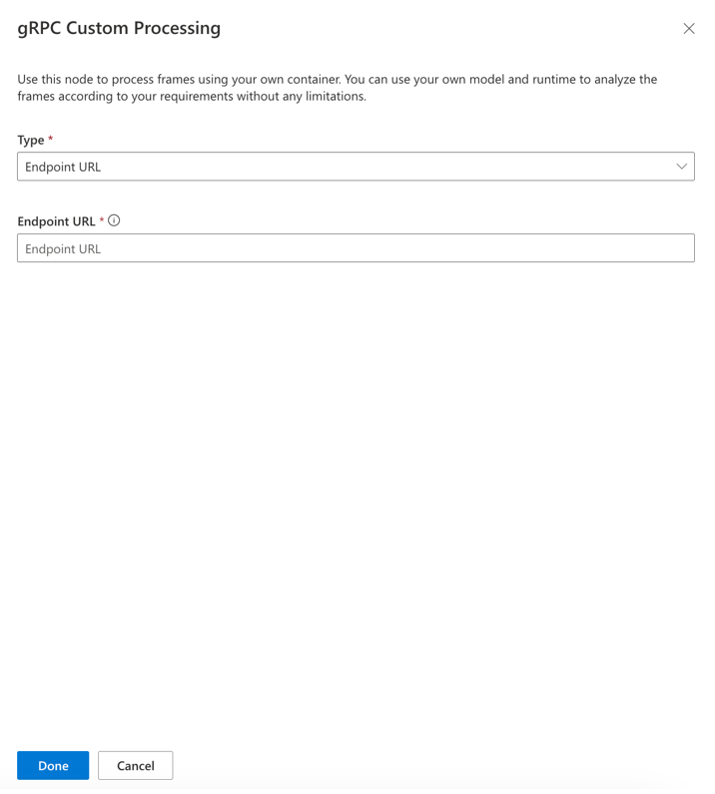 gRPC Custom Processing
Use this node to process frames using your own container. You can use your own model and runtime to analyze the
frames according to your requirements without any limitations.
Type *
Endpoint URL
Endpoint URL *
Endpoint URL
Done
Cancel